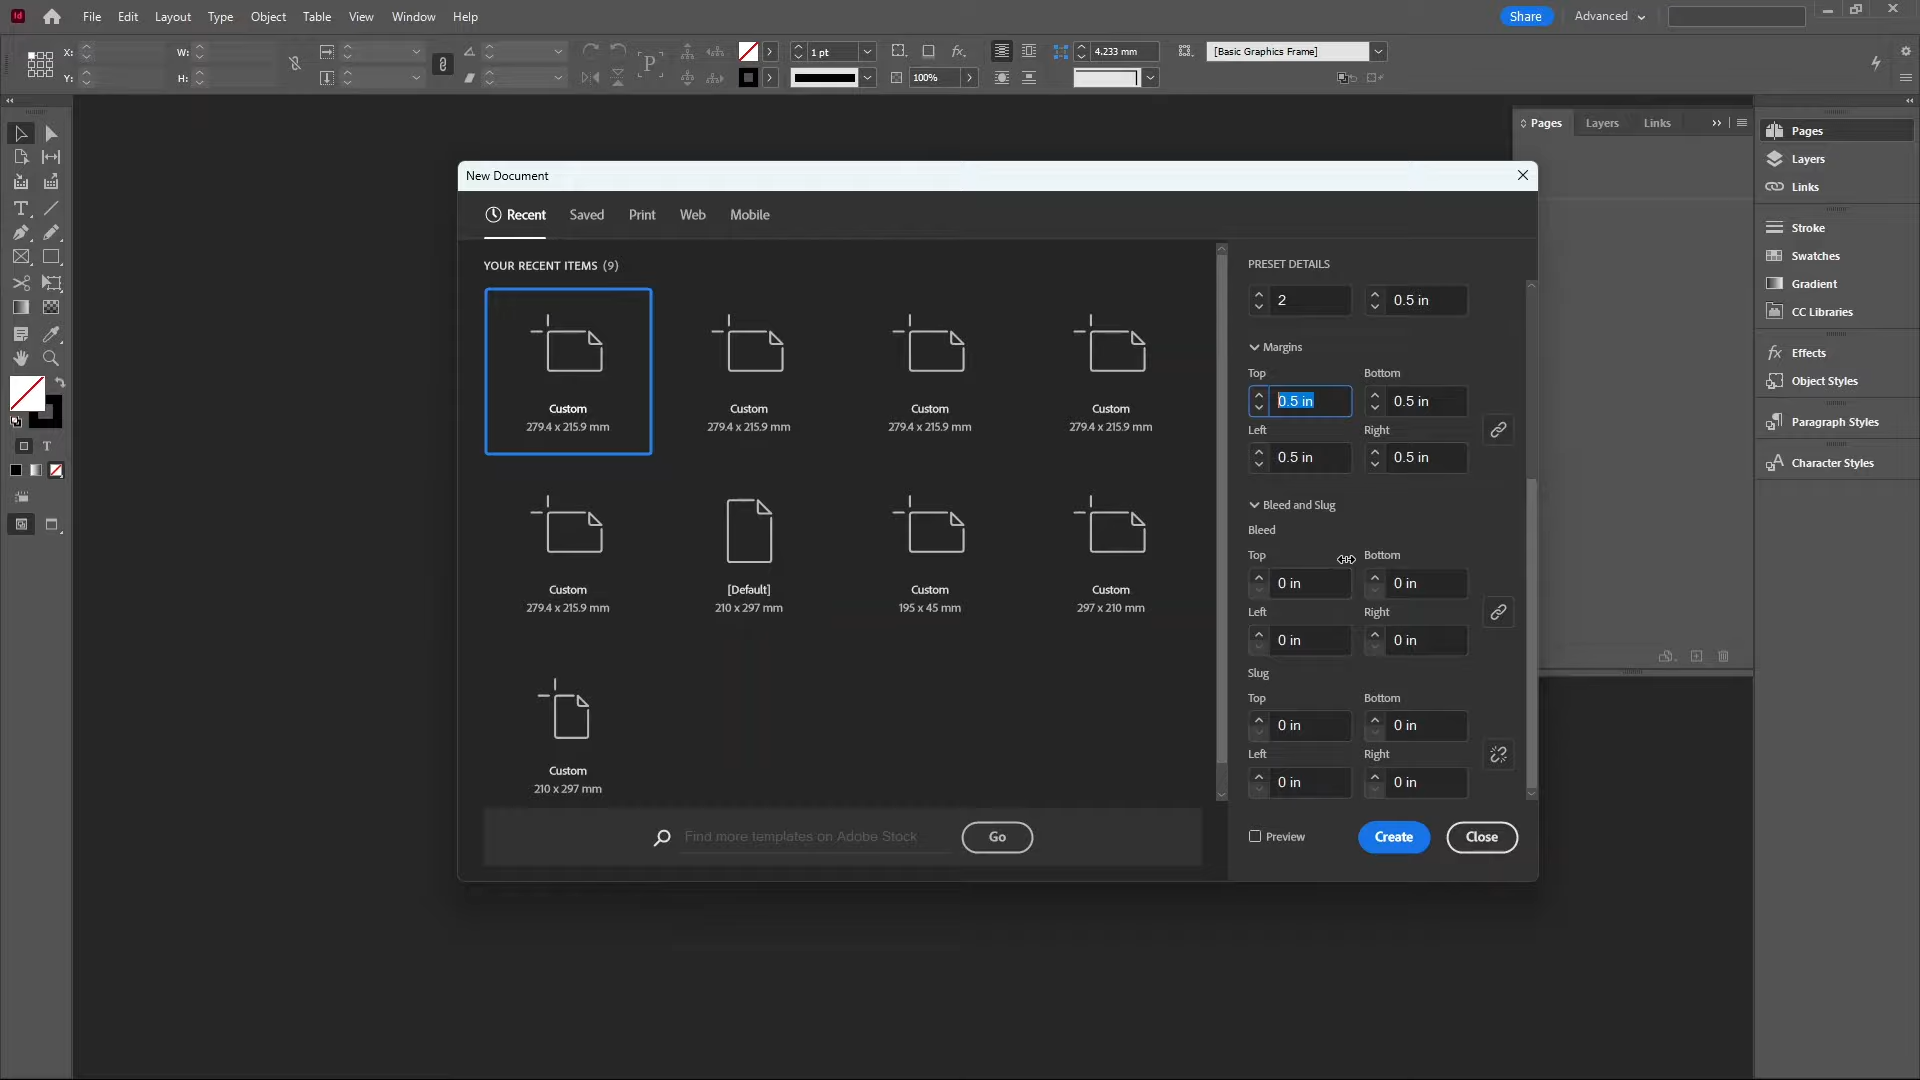 Id File Edit Layout Type Object Table View Window Help Share Advanced
X: W: 1 pt fx. 4.233 mm [Basic Graphics Frame]
Y: H: P 100%
Pages Layers Links
Pages
Layers
Links
Stroke
Swatches
Gradient
CC Libraries
fx Effects
Object Styles
Paragraph Styles
Character Styles
T
T
New Document
Recent Saved Print Web Mobile
YOUR RECENT ITEMS (9)
Custom
279.4 x 215.9 mm
Custom
279.4 x 215.9 mm
Custom
279.4 x 215.9 mm
Custom
279.4 x 215.9 mm
Custom
279.4 x 215.9 mm
[Default]
210 x 297 mm
Custom
195 x 45 mm
Custom
297 x 210 mm
Custom
210 x 297 mm
Find more templates on Adobe Stock Go
PRESET DETAILS
2 0.5 in
Margins
Top Bottom
0.5 in 0.5 in
Left Right
0.5 in 0.5 in
Bleed and Slug
Bleed
Top Bottom
0 in 0 in
Left Right
0 in 0 in
Slug
Top Bottom
0 in 0 in
Left Right
0 in 0 in
Preview Create Close